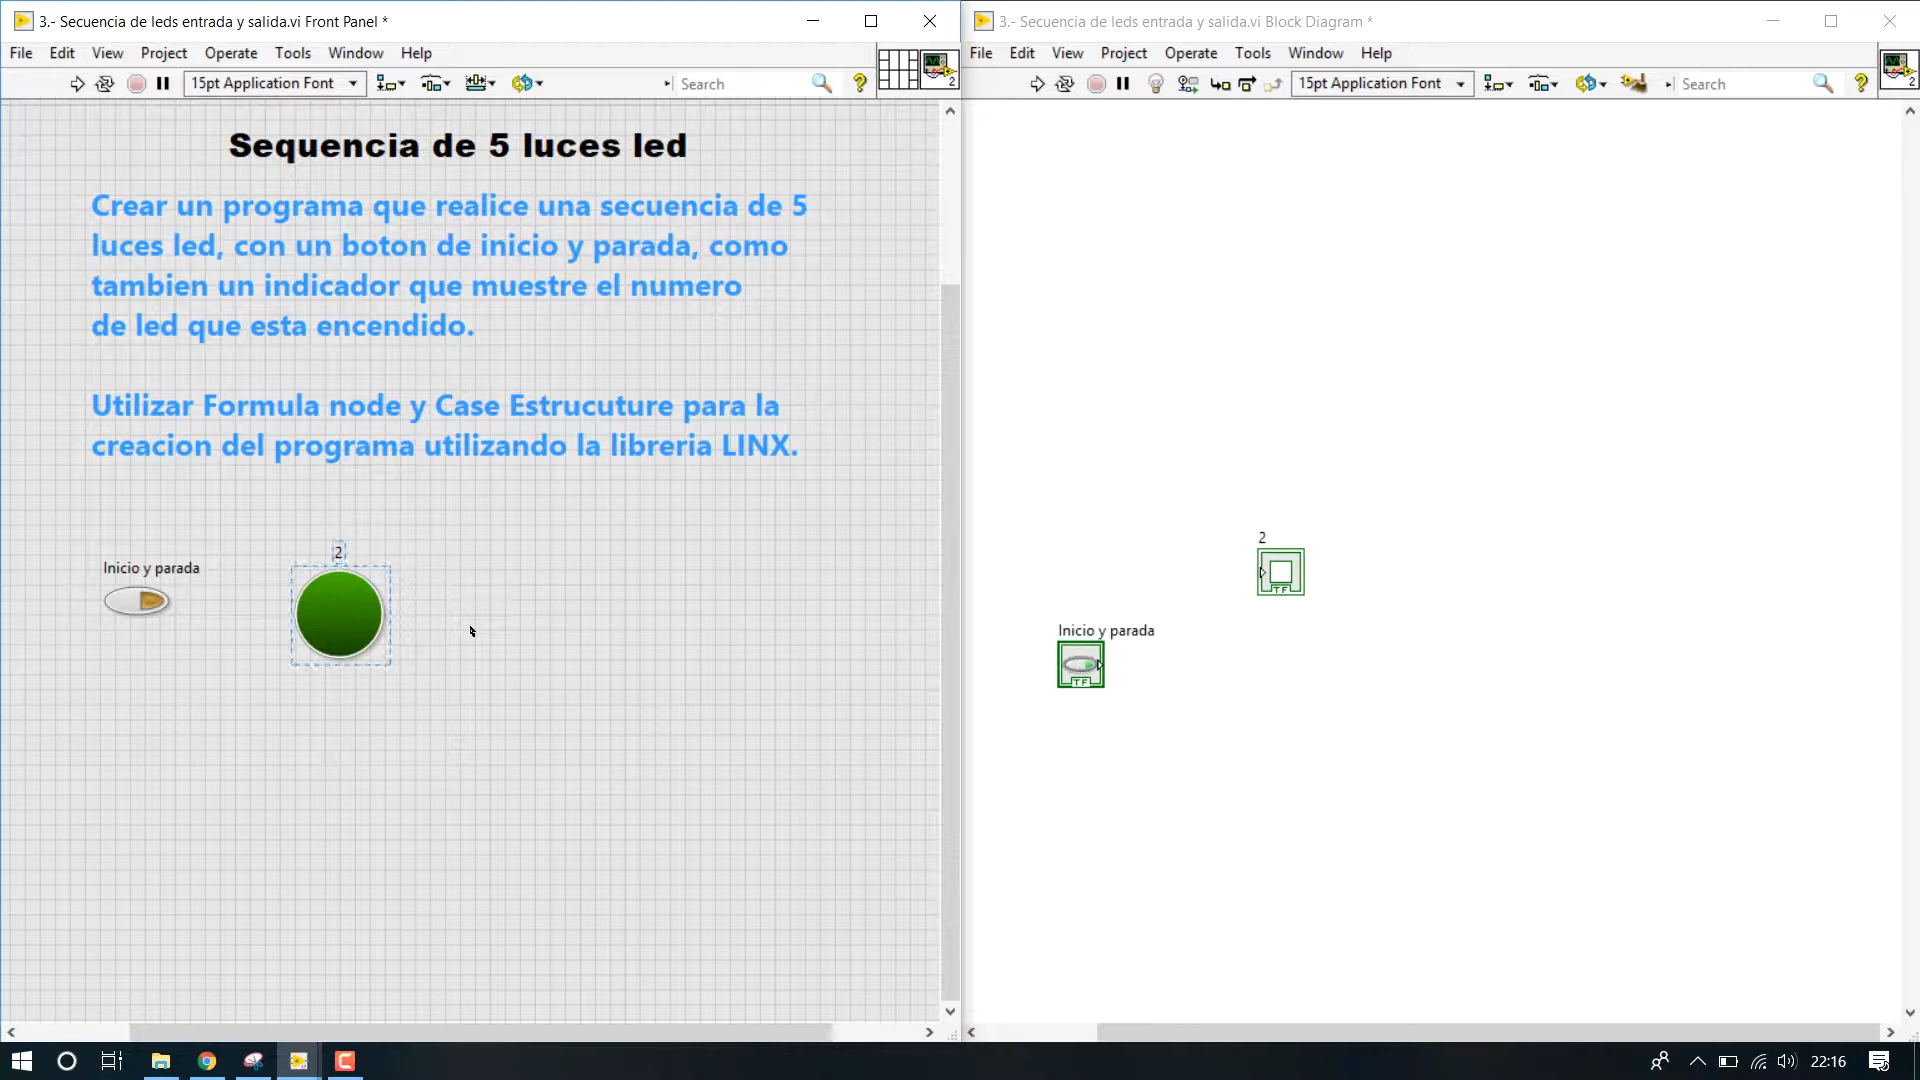 3.- Secuencia de leds entrada y salida.vi Front Panel *
File Edit View Project Operate Tools Window Help
15pt Application Font
Search
2
Sequencia de 5 luces led
Crear un programa que realice una secuencia de 5
luces led, con un boton de inicio y parada, como
tambien un indicador que muestre el numero
de led que esta encendido.
Utilizar Formula node y Case Estrucuture para la
creacion del programa utilizando la libreria LINX.
2
Inicio y parada
3.- Secuencia de leds entrada y salida.vi Block Diagram *
File Edit View Project Operate Tools Window Help
15pt Application Font
Search
2
2
TF
Inicio y parada
TF
22:16